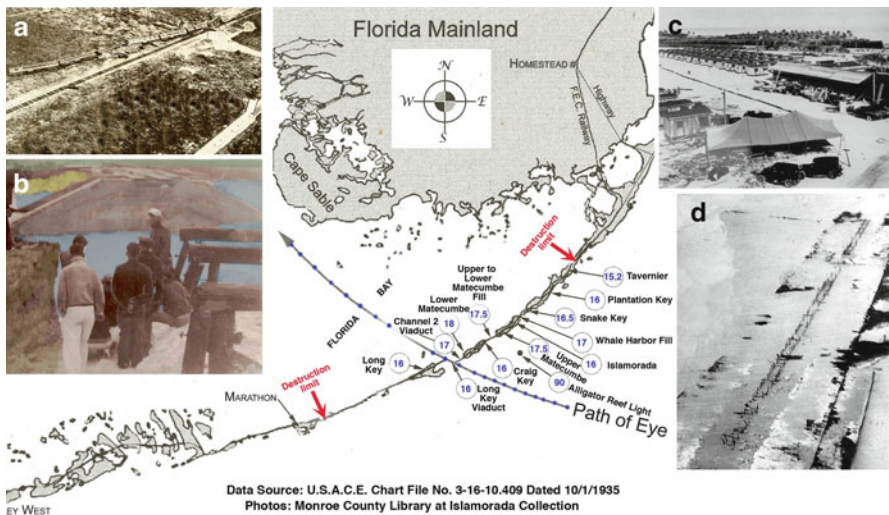 a
b
c
d
Florida Mainland
N
W E
S
HOMESTEAD
Highway
F.E.C. Railway
Cape Sable
Destruction
limit
15.2 Tavernier
16 Plantation Key
16.5 Snake Key
17 Whale Harbor Fill
16 Islamorada
17.5 Upper
Matecumbe
90 Alligator Reef Light
Path of Eye
16 Craig
Key
16 Long
Key
Viaduct
Upper to
Lower
Matecumbe
Fill
17.5
Lower
Matecumbe
18
Channel 2
Viaduct
17
Long
Key
16
FLORIDA BAY
MARATHON
Destruction
limit
EY WEST
Data Source: U.S.A.C.E. Chart File No. 3-16-10.409 Dated 10/1/1935
Photos: Monroe County Library at Islamorada Collection